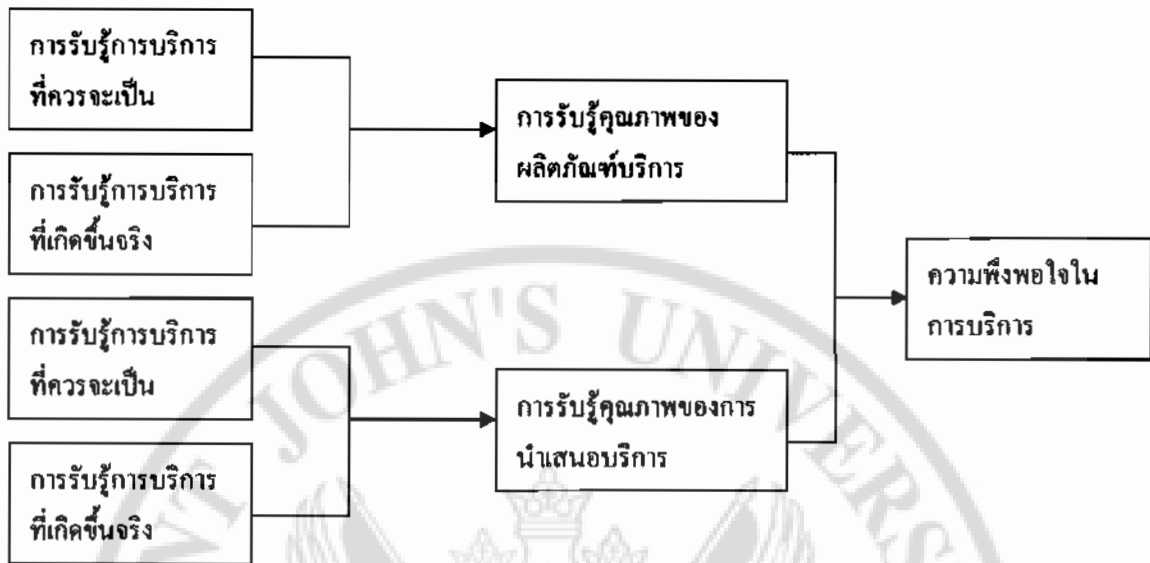 การรับรู้การบริการ
ที่ควรจะเป็น
การรับรู้การบริการ
ที่เกิดขึ้นจริง
การรับรู้การบริการ
ที่ควรจะเป็น
การรับรู้การบริการ
ที่เกิดขึ้นจริง
การรับรู้คุณภาพของ
ผลิตภัณฑ์บริการ
การรับรู้คุณภาพของการ
นำเสนอบริการ
ความพึงพอใจใน
การบริการ
NT JOHN'S UNIVERS